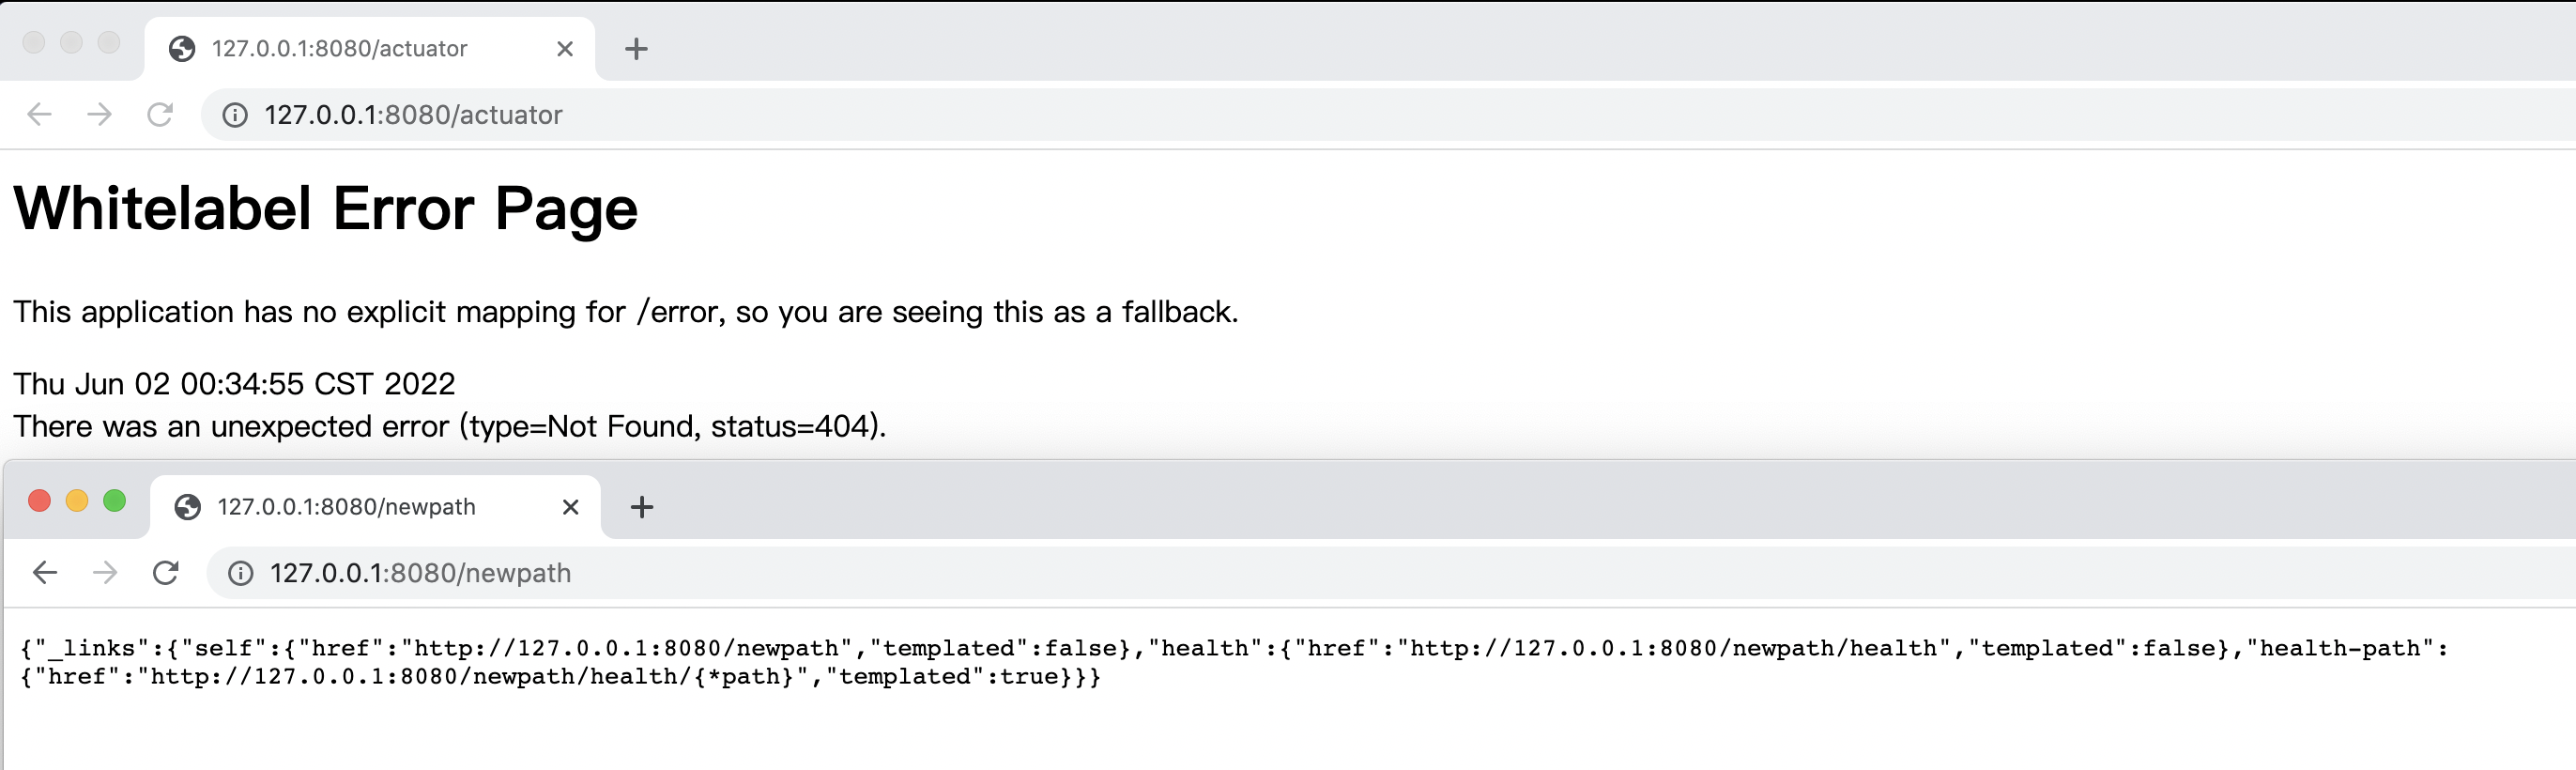 127.0.0.1:8080/actuator
127.0.0.1:8080/actuator
Whitelabel Error Page
This application has no explicit mapping for /error, so you are seeing this as a fallback.
Thu Jun 02 00:34:55 CST 2022
There was an unexpected error (type=Not Found, status=404).
127.0.0.1:8080/newpath
127.0.0.1:8080/newpath
{"_links":{"self":{"href":"http://127.0.0.1:8080/newpath","templated":false},"health":{"href":"http://127.0.0.1:8080/newpath/health","templated":false},"health-path":
{"href":"http://127.0.0.1:8080/newpath/health/{*path}","templated":true}}}